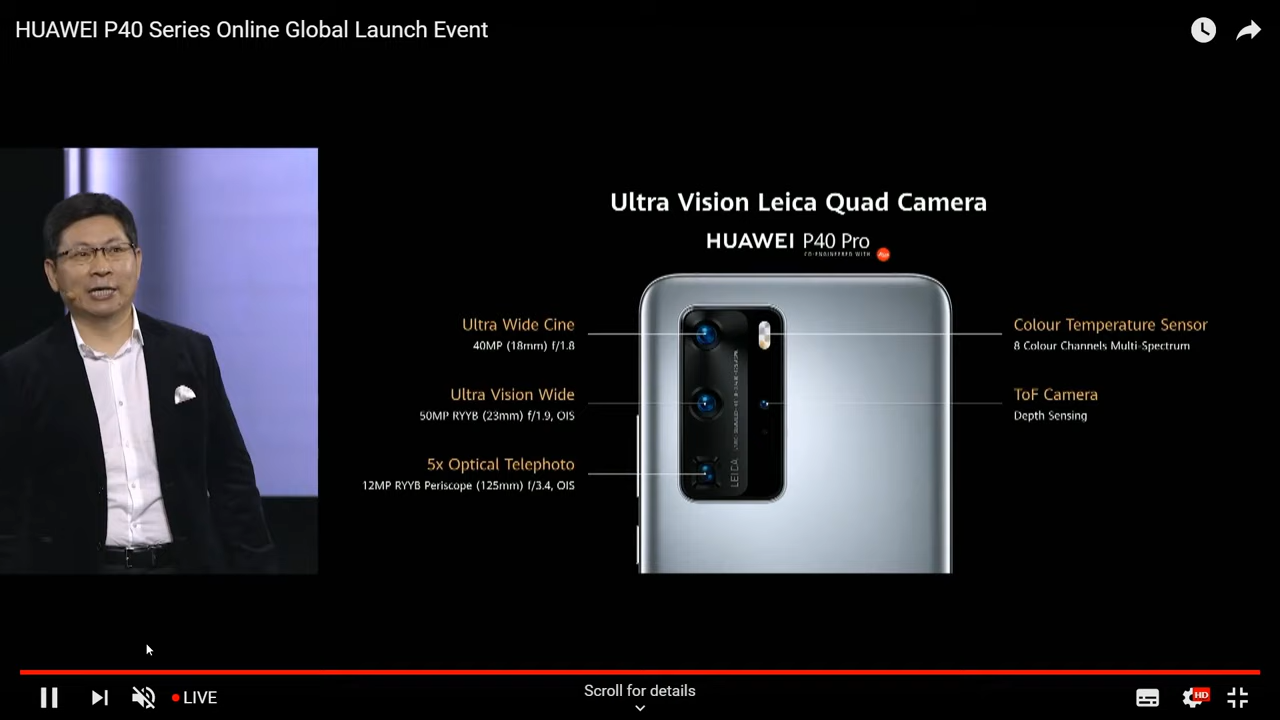 HUAWEI P40 Series Online Global Launch Event
Ultra Vision Leica Quad Camera
HUAWEI P40 Pro
CO-ENGINEERED WITH
Ultra Wide Cine
40MP (18mm) f/1.8
Ultra Vision Wide
50MP RYYB (23mm) f/1.9, OIS
5x Optical Telephoto
12MP RYYB Periscope (125mm) f/3.4, OIS
LEICA
Colour Temperature Sensor
8 Colour Channels Multi-Spectrum
ToF Camera
Depth Sensing
LIVE
Scroll for details
HD